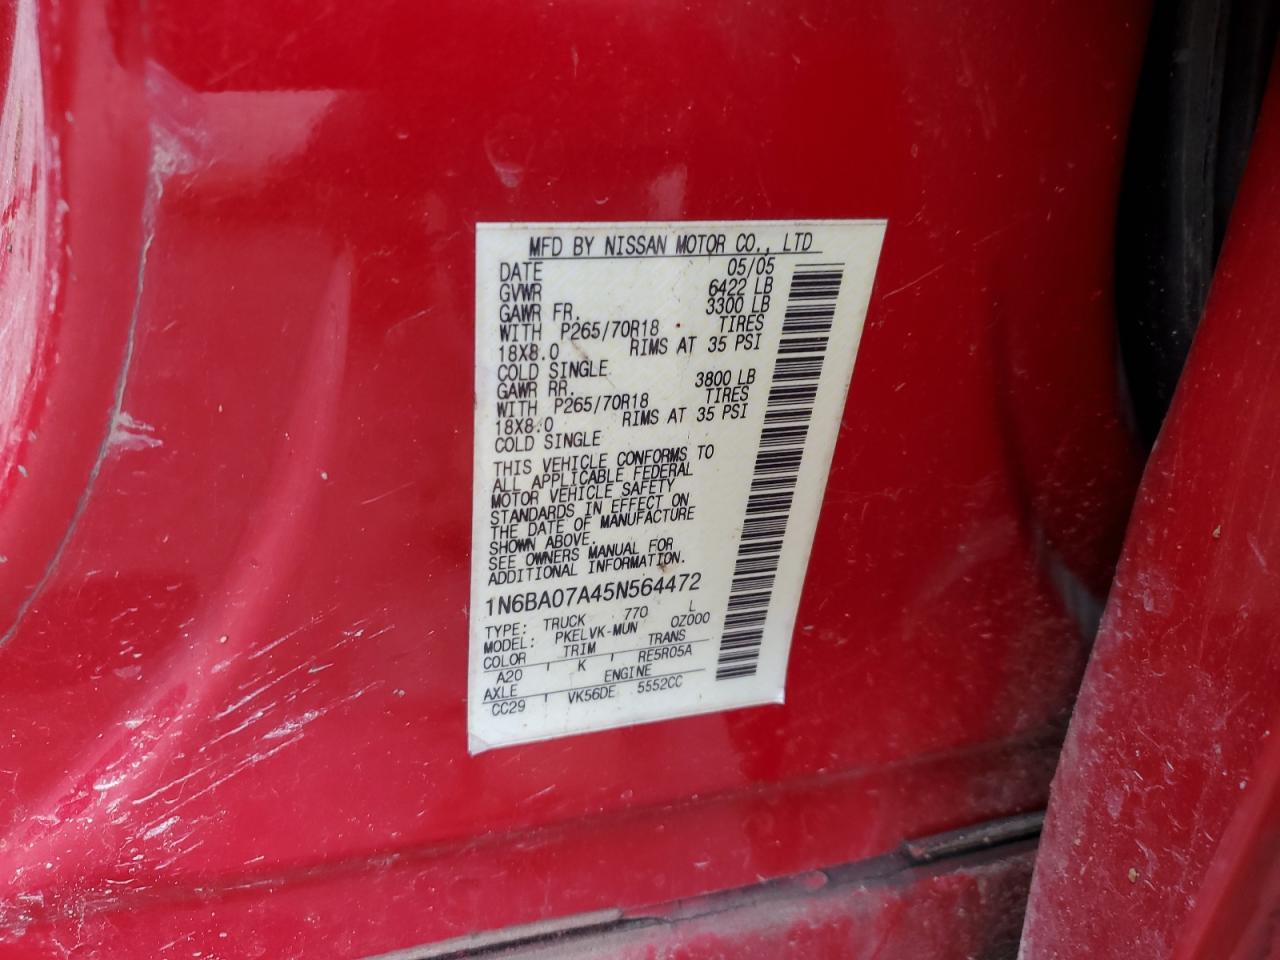 MFD BY NISSAN MOTOR CO., LTD
DATE 05/05
GVWR 6422 LB
GAWR FR. 3300 LB
WITH P265/70R18 TIRES
18X8.0 RIMS AT 35 PSI
COLD SINGLE
GAWR RR. 3800 LB
WITH P265/70R18 TIRES
18X8.0 RIMS AT 35 PSI
COLD SINGLE
THIS VEHICLE CONFORMS TO
ALL APPLICABLE FEDERAL
MOTOR VEHICLE SAFETY
STANDARDS IN EFFECT ON
THE DATE OF MANUFACTURE
SHOWN ABOVE.
SEE OWNERS MANUAL FOR
ADDITIONAL INFORMATION.
1N6BA07A45N564472
TYPE: TRUCK 770 L
MODEL: PKELVK-MUN OZ000
COLOR TRIM TRANS
A20 K RE5R05A
AXLE ENGINE
CC29 VK56DE 5552CC